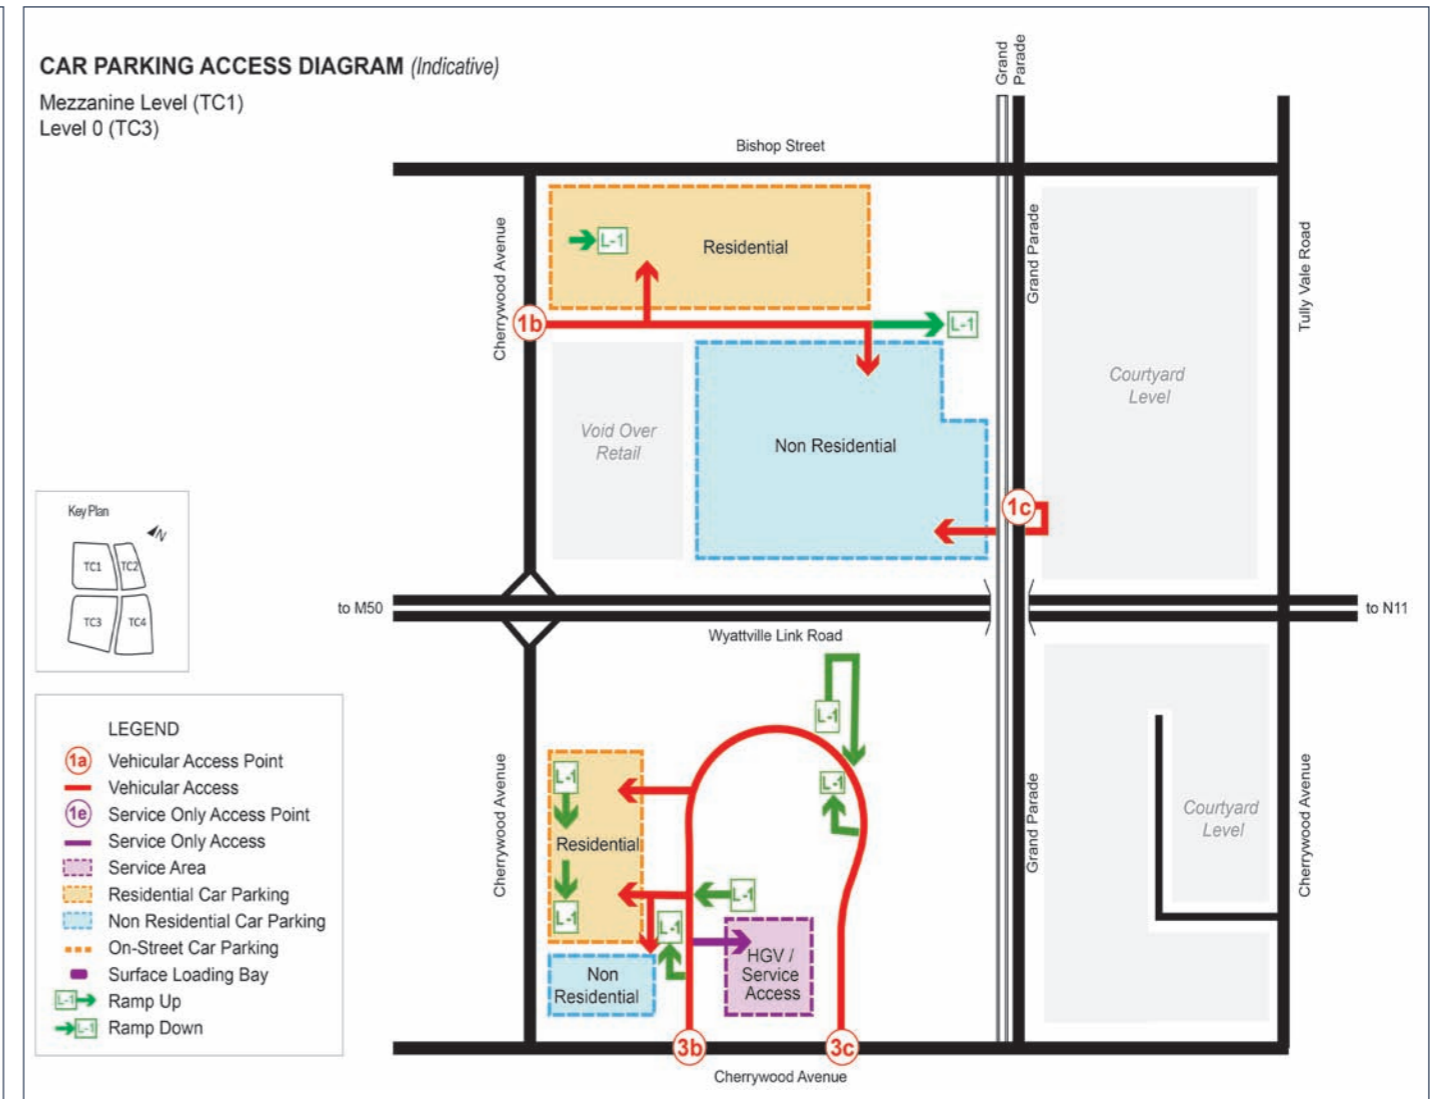 CAR PARKING ACCESS DIAGRAM (Indicative)
Mezzanine Level (TC1)
Level 0 (TC3)
Grand
Parade
Bishop Street
Cherrywood Avenue
L-1
Residential
Grand Parade
Tully Vale Road
1b
L-1
Courtyard
Level
Void Over
Retail
Non Residential
1c
Key Plan
N
TC1
TC2
TC3
TC4
to M50
to N11
Wyattville Link Road
LEGEND
1a Vehicular Access Point
Vehicular Access
1e Service Only Access Point
Service Only Access
Service Area
Residential Car Parking
Non Residential Car Parking
On-Street Car Parking
Surface Loading Bay
L-1 Ramp Up
L-1 Ramp Down
Cherrywood Avenue
L-1
L-1
L-1
Residential
L-1
L-1
L-1
Non
Residential
HGV /
Service
Access
Grand Parade
Courtyard
Level
Cherrywood Avenue
3b
3c
Cherrywood Avenue